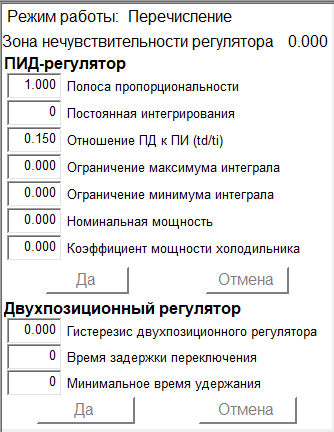 Режим работы: Перечисление
Зона нечувствительности регулятора 0.000
ПИД-регулятор
1.000 Полоса пропорциональности
0 Постоянная интегрирования
0.150 Отношение ПД к ПИ (td/ti)
0.000 Ограничение максимума интеграла
0.000 Ограничение минимума интеграла
0.000 Номинальная мощность
0.000 Коэффициент мощности холодильника
Да Отмена
Двухпозиционный регулятор
0.000 Гистерезис двухпозиционного регулятора
0 Время задержки переключения
0 Минимальное время удержания
Да Отмена